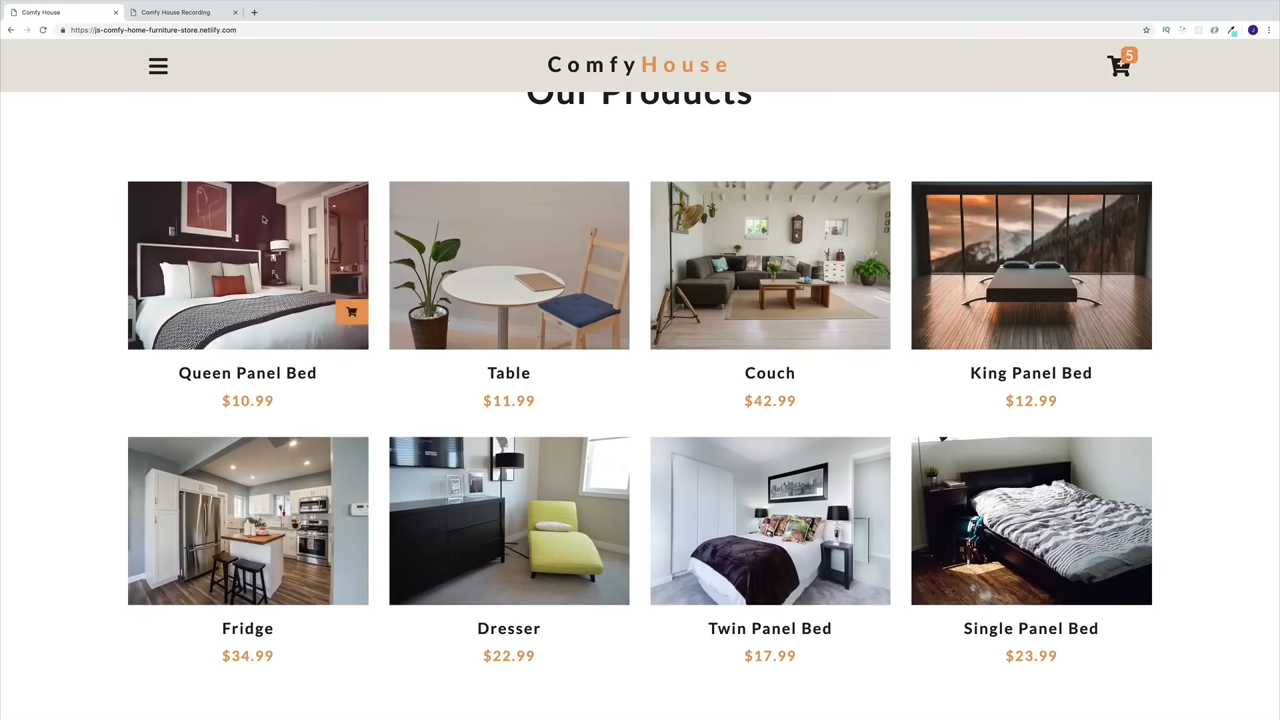 Comfy House
Comfy House Recording
https://js-comfy-home-furniture-store.netlify.com
IQ
J
ComfyHouse
5
Our Products
Queen Panel Bed
Table
Couch
King Panel Bed
$10.99
$11.99
$42.99
$12.99
Fridge
Dresser
Twin Panel Bed
Single Panel Bed
$34.99
$22.99
$17.99
$23.99